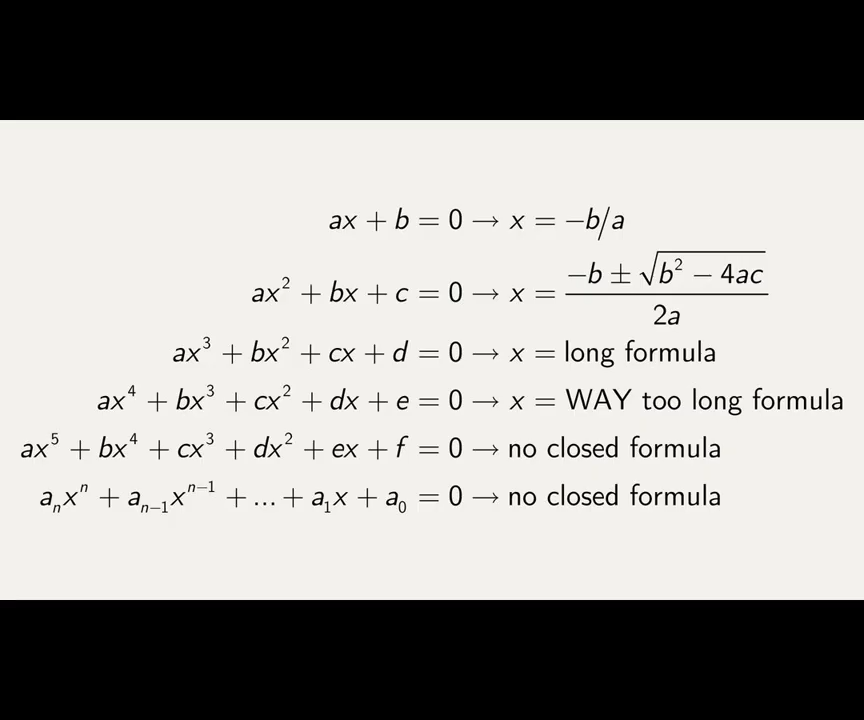 ax + b = 0 → x = −b/a
ax² + bx + c = 0 → x = \frac{−b ± √(b² − 4ac)}{2a}
ax³ + bx² + cx + d = 0 → x = long formula
ax⁴ + bx³ + cx² + dx + e = 0 → x = WAY too long formula
ax⁵ + bx⁴ + cx³ + dx² + ex + f = 0 → no closed formula
aₙxⁿ + aₙ₋₁xⁿ⁻¹ + ... + a₁x + a₀ = 0 → no closed formula